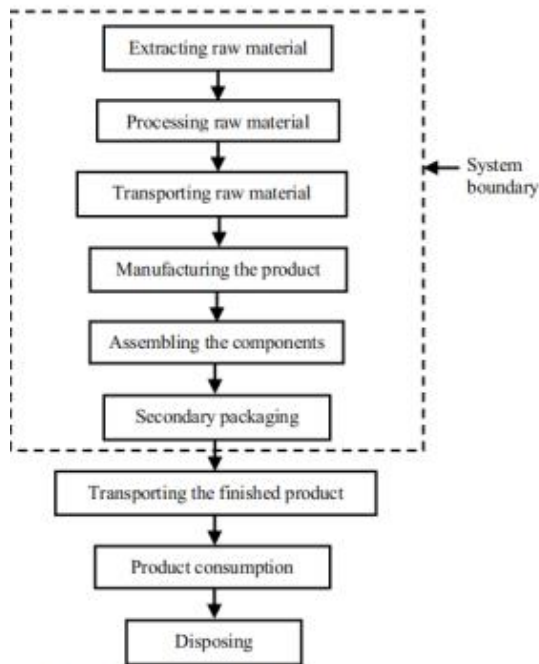 Extracting raw material
Processing raw material
Transporting raw material
System
boundary
Manufacturing the product
Assembling the components
Secondary packaging
Transporting the finished product
Product consumption
Disposing